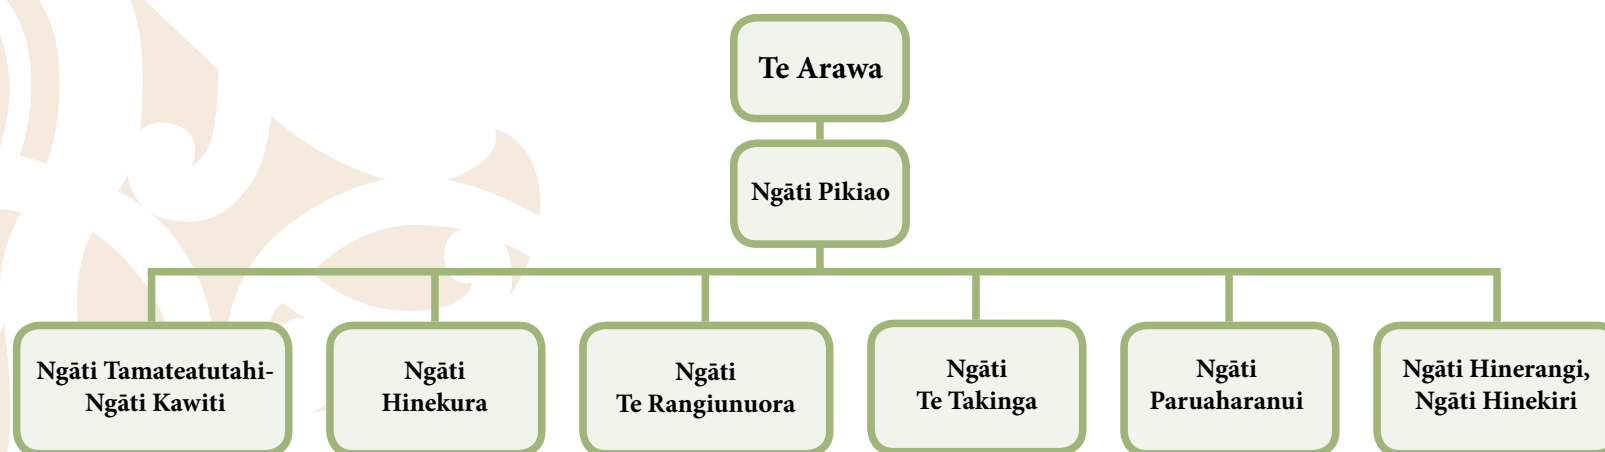 Te Arawa
Ngāti Pikiao
Ngāti Tamateatutahi-
Ngāti Kawiti
Ngāti
Hinekura
Ngāti
Te Rangiunuora
Ngāti
Te Takinga
Ngāti
Paruaharanui
Ngāti Hinerangi,
Ngāti Hinekiri